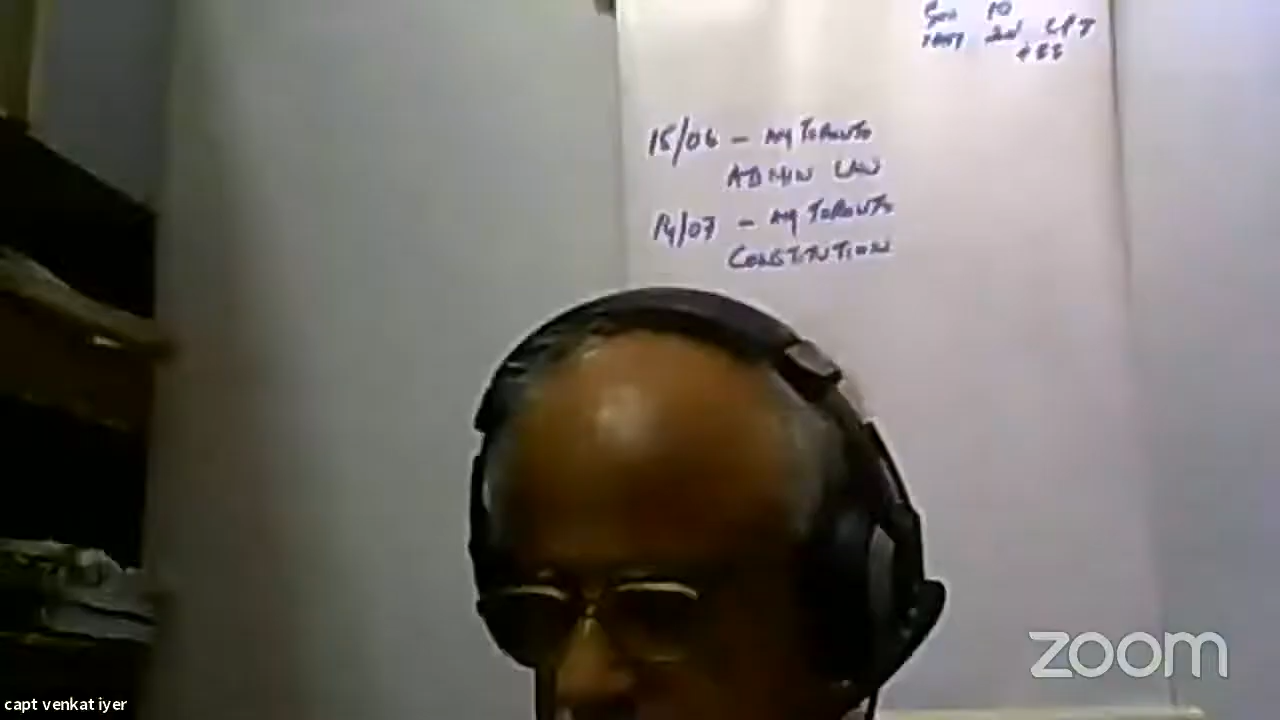 15/06 - MY TORONTO
ADMIN LAW
14/07 - MY TORONTO
CONSTITUTION
zoom
capt venkat iyer